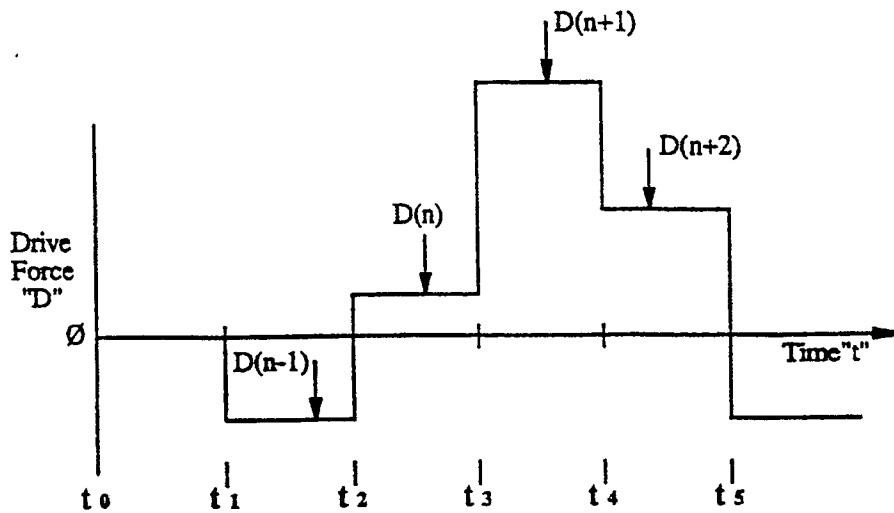 D(n+1)
D(n+2)
D(n)
Drive
Force
"D"
Ø
Time"t"
D(n-1)
t0 t1 t2 t3 t4 t5